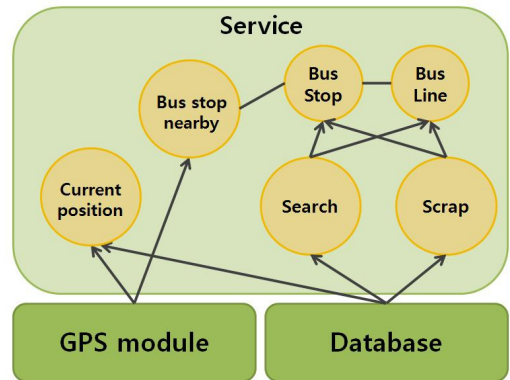 Service
Bus
Stop
Bus
Line
Bus stop
nearby
Current
position
Search
Scrap
GPS module
Database